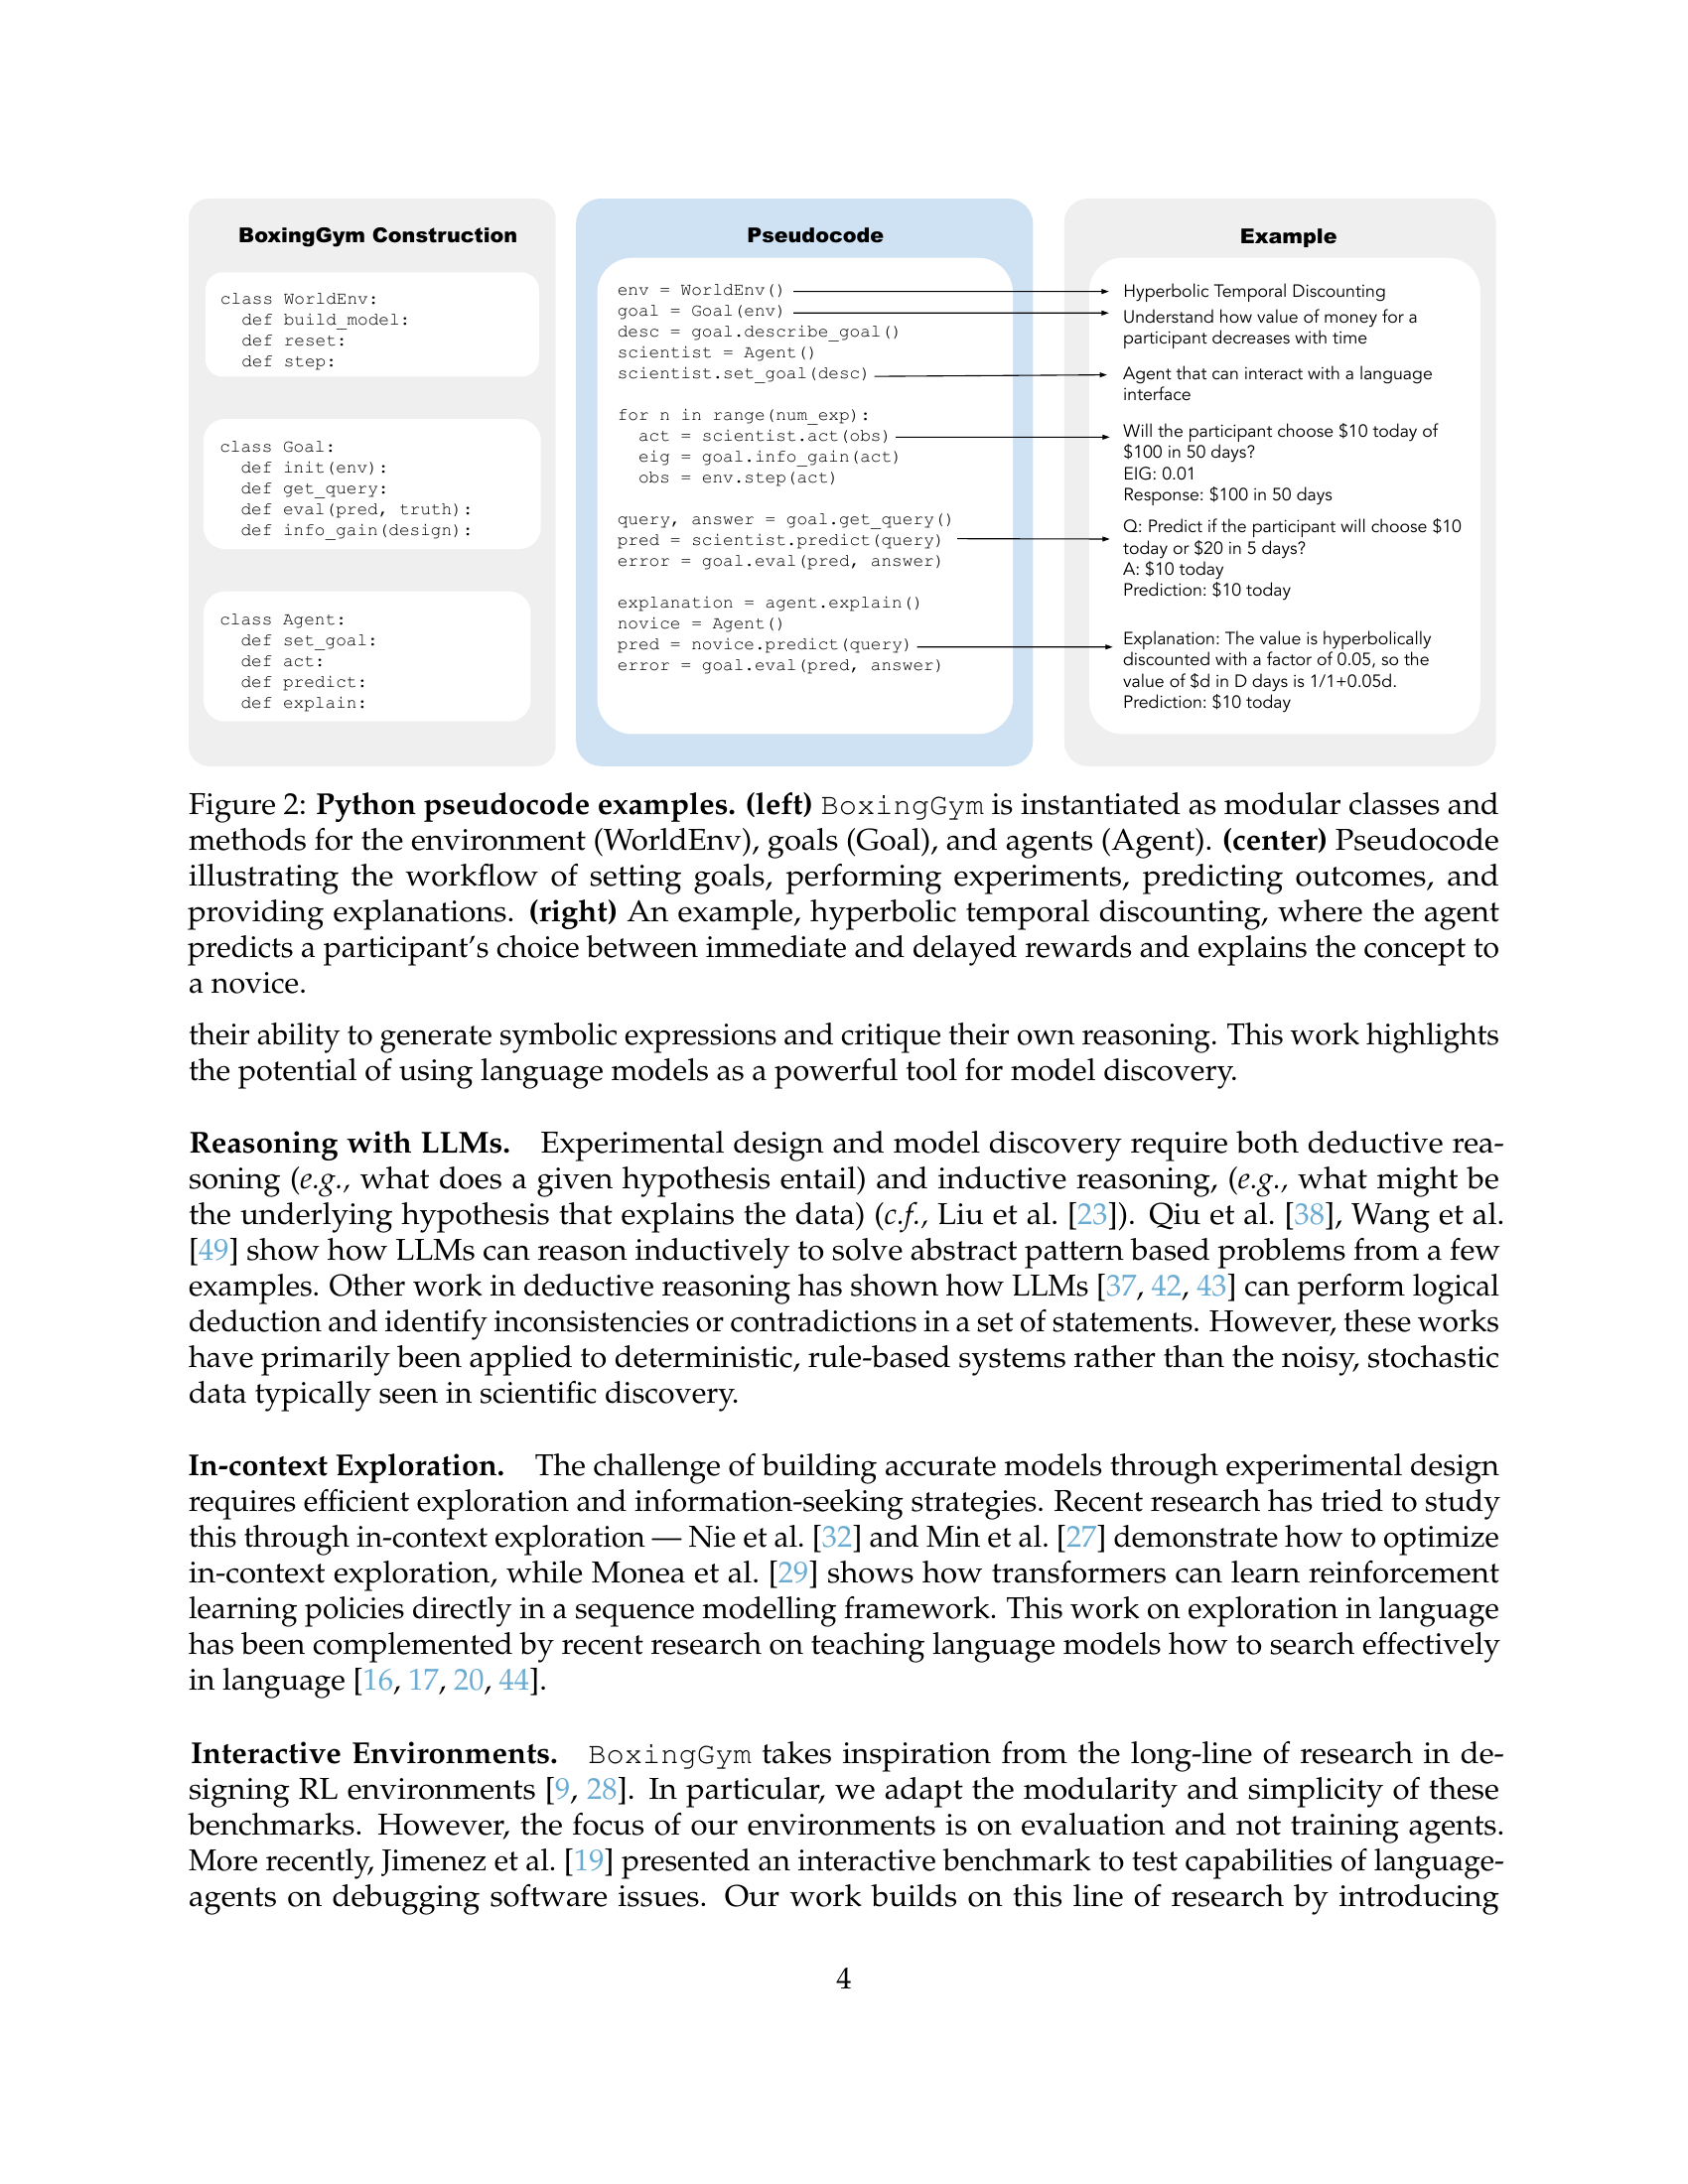 BoxingGym Construction
class WorldEnv:
  def build_model:
  def reset:
  def step:
class Goal:
  def init(env):
  def get_query:
  def eval(pred, truth):
  def info_gain(design):
class Agent:
  def set_goal:
  def act:
  def predict:
  def explain:
Pseudocode
env = WorldEnv()
goal = Goal(env)
desc = goal.describe_goal()
scientist = Agent()
scientist.set_goal(desc)
for n in range(num_exp):
  act = scientist.act(obs)
  eig = goal.info_gain(act)
  obs = env.step(act)
query, answer = goal.get_query()
pred = scientist.predict(query)
error = goal.eval(pred, answer)
explanation = agent.explain()
novice = Agent()
pred = novice.predict(query)
error = goal.eval(pred, answer)
Example
Hyperbolic Temporal Discounting
Understand how value of money for a
participant decreases with time
Agent that can interact with a language
interface
Will the participant choose $10 today of
$100 in 50 days?
EIG: 0.01
Response: $100 in 50 days
Q: Predict if the participant will choose $10
today or $20 in 5 days?
A: $10 today
Prediction: $10 today
Explanation: The value is hyperbolically
discounted with a factor of 0.05, so the
value of $d in D days is 1/1+0.05d.
Prediction: $10 today
Figure 2: Python pseudocode examples. (left) BoxingGym is instantiated as modular classes and
methods for the environment (WorldEnv), goals (Goal), and agents (Agent). (center) Pseudocode
illustrating the workflow of setting goals, performing experiments, predicting outcomes, and
providing explanations. (right) An example, hyperbolic temporal discounting, where the agent
predicts a participant's choice between immediate and delayed rewards and explains the concept to
a novice.
their ability to generate symbolic expressions and critique their own reasoning. This work highlights
the potential of using language models as a powerful tool for model discovery.
Reasoning with LLMs. Experimental design and model discovery require both deductive rea-
soning (e.g., what does a given hypothesis entail) and inductive reasoning, (e.g., what might be
the underlying hypothesis that explains the data) (c.f., Liu et al. [23]). Qiu et al. [38], Wang et al.
[49] show how LLMs can reason inductively to solve abstract pattern based problems from a few
examples. Other work in deductive reasoning has shown how LLMs [37, 42, 43] can perform logical
deduction and identify inconsistencies or contradictions in a set of statements. However, these works
have primarily been applied to deterministic, rule-based systems rather than the noisy, stochastic
data typically seen in scientific discovery.
In-context Exploration. The challenge of building accurate models through experimental design
requires efficient exploration and information-seeking strategies. Recent research has tried to study
this through in-context exploration — Nie et al. [32] and Min et al. [27] demonstrate how to optimize
in-context exploration, while Monea et al. [29] shows how transformers can learn reinforcement
learning policies directly in a sequence modelling framework. This work on exploration in language
has been complemented by recent research on teaching language models how to search effectively
in language [16, 17, 20, 44].
Interactive Environments. BoxingGym takes inspiration from the long-line of research in de-
signing RL environments [9, 28]. In particular, we adapt the modularity and simplicity of these
benchmarks. However, the focus of our environments is on evaluation and not training agents.
More recently, Jimenez et al. [19] presented an interactive benchmark to test capabilities of language-
agents on debugging software issues. Our work builds on this line of research by introducing
4